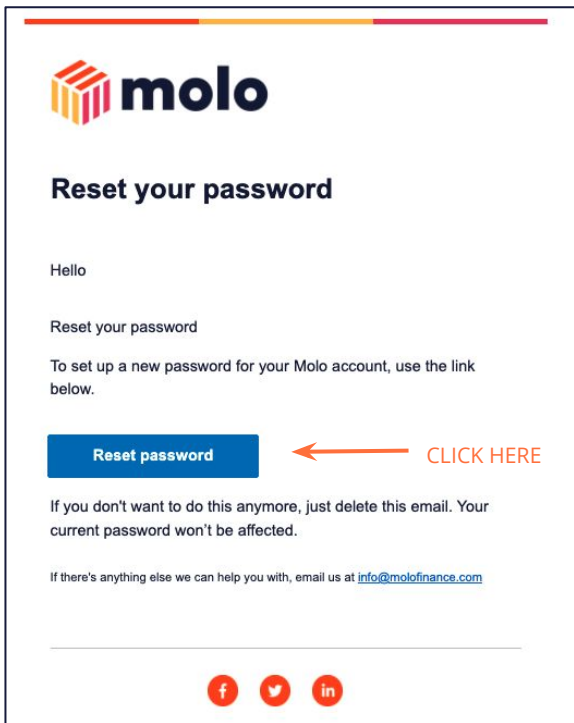 molo
Reset your password
Hello
Reset your password
To set up a new password for your Molo account, use the link
below.
Reset password
CLICK HERE
If you don't want to do this anymore, just delete this email. Your
current password won’t be affected.
If there's anything else we can help you with, email us at info@molofinance.com
f
in